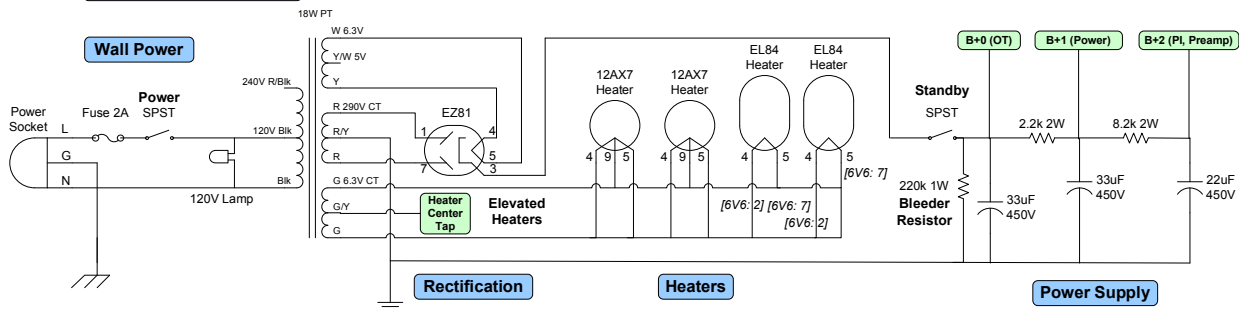 18W PT
Wall Power
W 6.3V
Y/W 5V
Y
240V R/Blk
R 290V CT
R/Y
R
120V Blk
Blk
G 6.3V CT
G/Y
G
Power Socket
L
G
N
Fuse 2A
Power
SPST
120V Lamp
EZ81
1
7
4
5
3
Heater Center Tap
Elevated Heaters
12AX7 Heater
4 9 5
12AX7 Heater
4 9 5
EL84 Heater
4 5
EL84 Heater
4 5
[6V6: 7]
[6V6: 2] [6V6: 7]
[6V6: 2]
Standby
SPST
B+0 (OT)
B+1 (Power)
B+2 (PI, Preamp)
2.2k 2W
8.2k 2W
220k 1W
Bleeder Resistor
33uF 450V
33uF 450V
22uF 450V
Rectification
Heaters
Power Supply